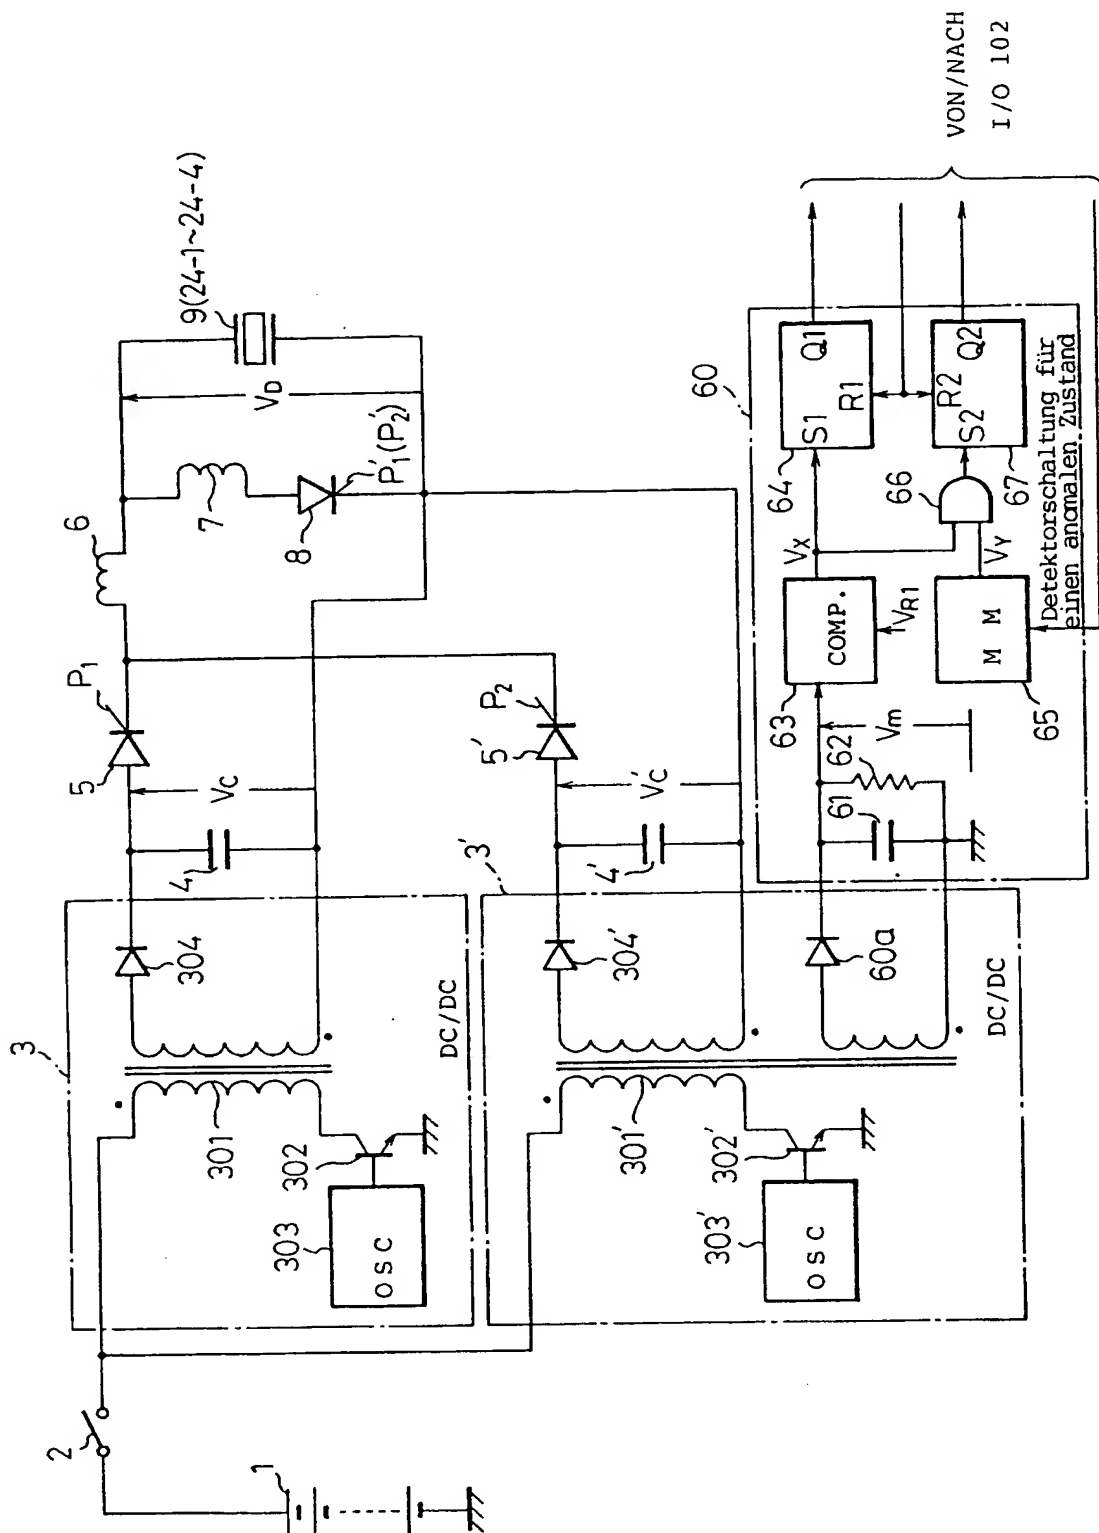 1
2
3
301
302
303
OSC
304
DC/DC
4
VC
5
P1
6
7
8
P'1(P'2)
VD
9(24-1~24-4)
3'
301'
302'
303'
OSC
304'
60a
DC/DC
4'
V'C
5'
P2
60
61
62
Vm
63
COMP.
VR1
VX
64
S1
Q1
R1
65
M M
VY
66
67
S2
Q2
R2
Detektorschaltung für
einen anomalen Zustand
VON/NACH
I/O 102